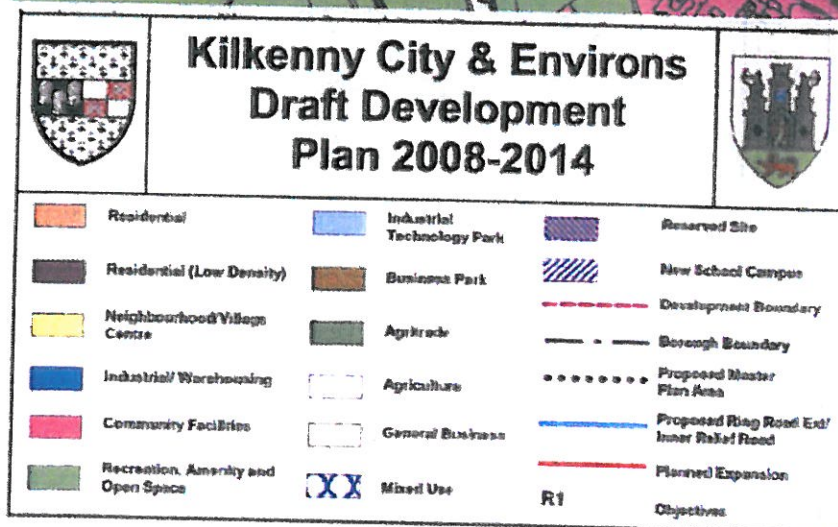 Kilkenny City & Environs
Draft Development
Plan 2008-2014
Residential
Residential (Low Density)
Neighbourhood/Village
Centre
Industrial/ Warehousing
Community Facilities
Recreation, Amenity and
Open Space
Industrial
Technology Park
Business Park
Agritrade
Agriculture
General Business
Mixed Use
Reserved Site
New School Campus
Development Boundary
Borough Boundary
Proposed Master
Plan Area
Proposed Ring Road Ext/
Inner Relief Road
Planned Expansion
R1
Objectives